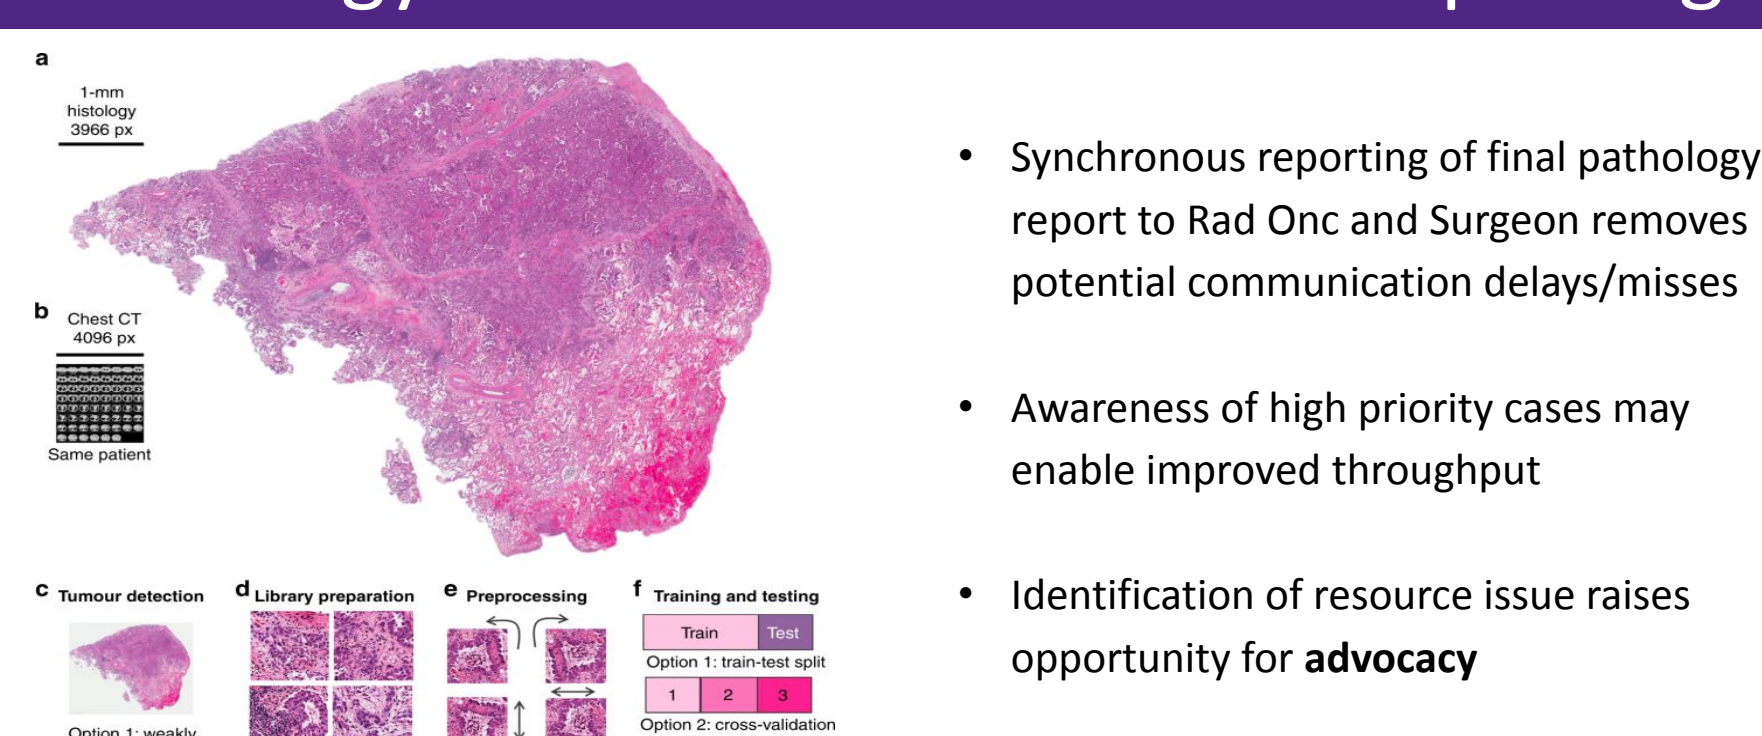 a
1-mm
histology
3966 px
b
Chest CT
4096 px
Same patient
c Tumour detection
Option 1: weakly
d Library preparation
e Preprocessing
f Training and testing
Train Test
Option 1: train-test split
1 2 3
Option 2: cross-validation
• Synchronous reporting of final pathology
report to Rad Onc and Surgeon removes
potential communication delays/misses
• Awareness of high priority cases may
enable improved throughput
• Identification of resource issue raises
opportunity for advocacy